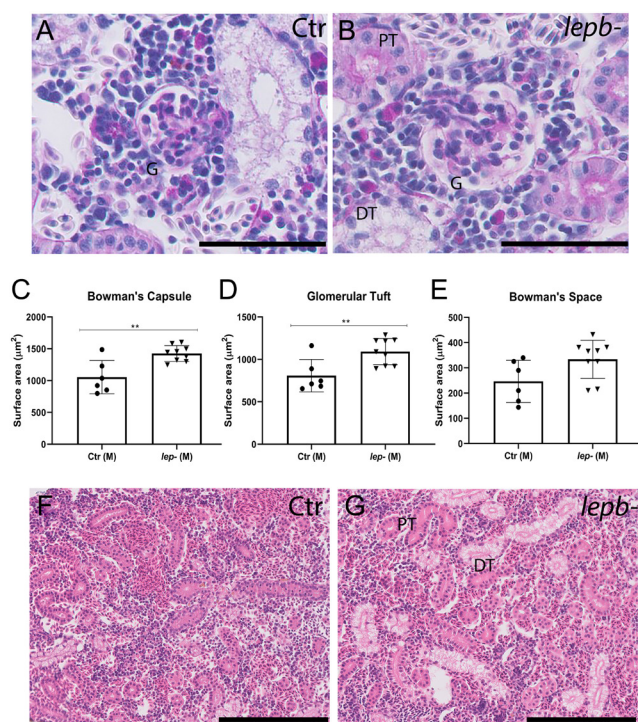 A
Ctr
G
B
lepb-
PT
G
DT
C
Bowman's Capsule
**
Surface area (μm²)
2000
1500
1000
500
0
Ctr (M)
lep- (M)
D
Glomerular Tuft
**
Surface area (μm²)
1500
1000
500
0
Ctr (M)
lep- (M)
E
Bowman's Space
Surface area (μm²)
500
400
300
200
100
0
Ctr (M)
lep- (M)
F
Ctr
G
lepb-
PT
DT